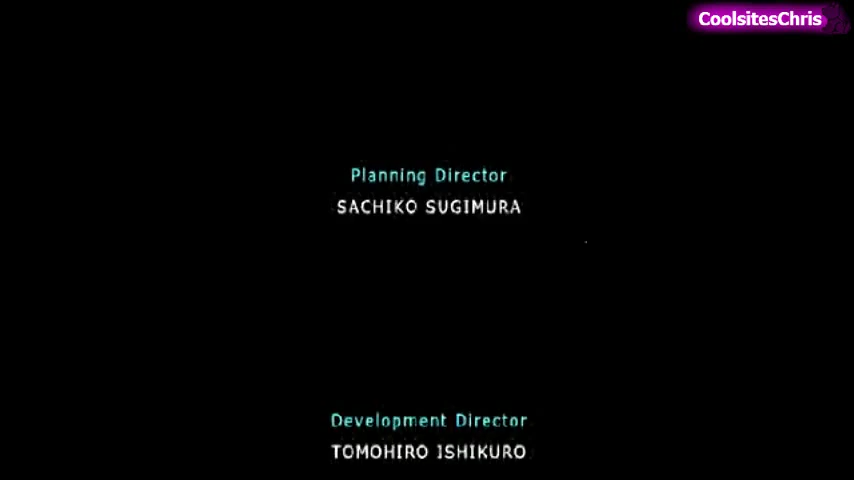 CoolsitesChris
Planning Director
SACHIKO SUGIMURA
Development Director
TOMOHIRO ISHIKURO